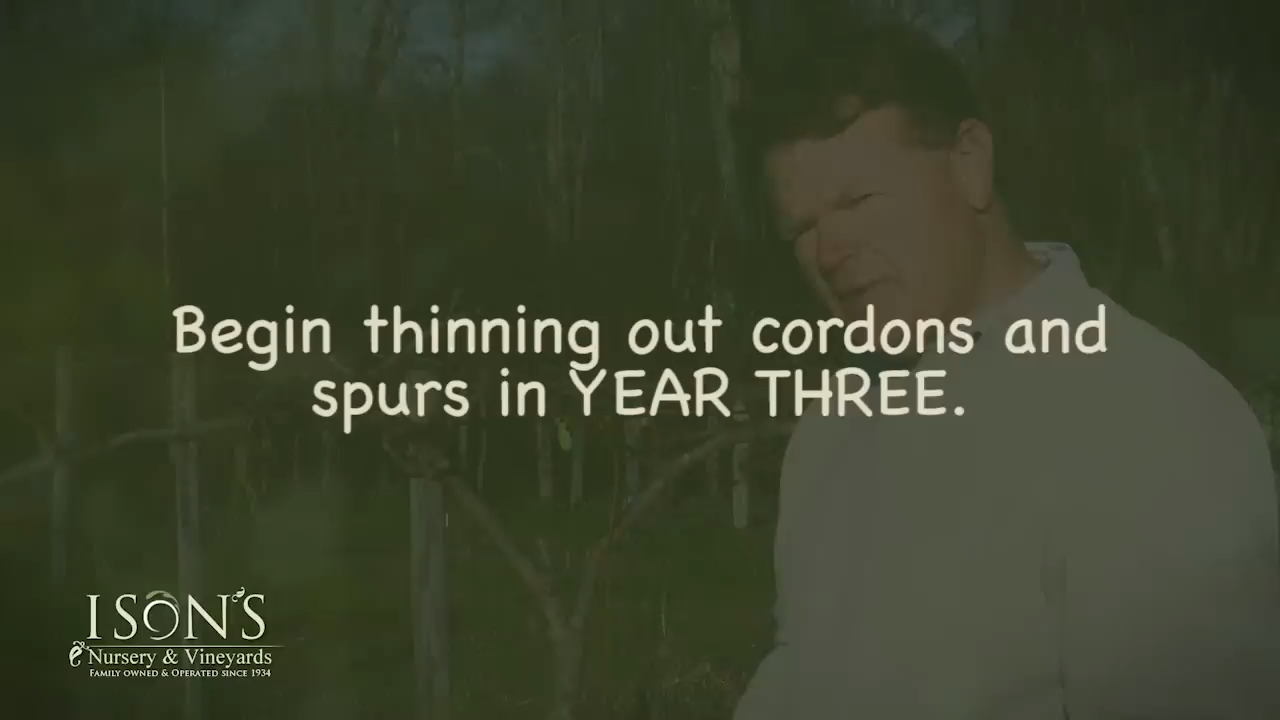 Begin thinning out cordons and
spurs in YEAR THREE.
ISON'S
Nursery & Vineyards
FAMILY OWNED & OPERATED SINCE 1934